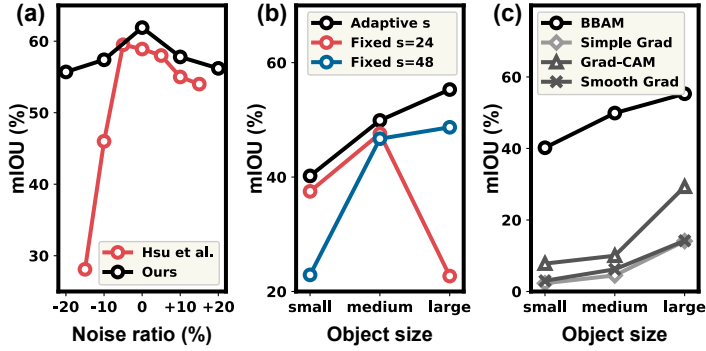 (a)
mIOU (%)
60
50
40
30
Hsu et al.
Ours
-20 -10 0 +10 +20
Noise ratio (%)
(b)
mIOU (%)
60
40
20
Adaptive s
Fixed s=24
Fixed s=48
small medium large
Object size
(c)
mIOU (%)
60
40
20
0
BBAM
Simple Grad
Grad-CAM
Smooth Grad
small medium large
Object size